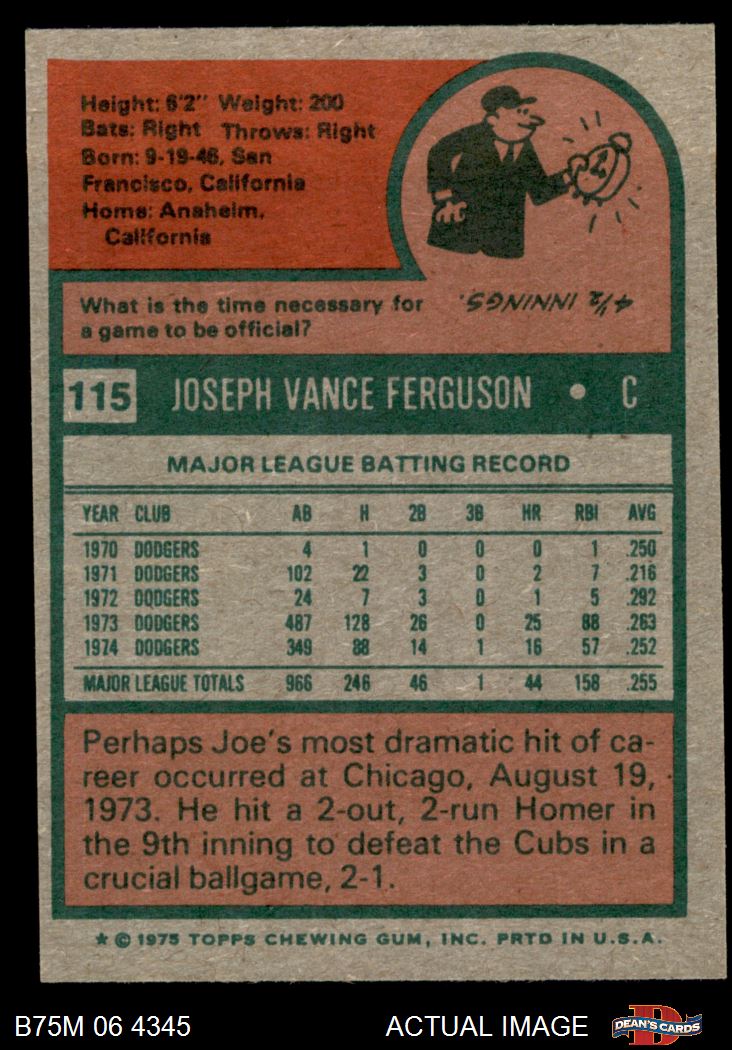 Height: 6'2" Weight: 200
Bats: Right Throws: Right
Born: 9-19-46, San
Francisco, California
Home: Anaheim,
California
What is the time necessary for
a game to be official?
4½ INNINGS.
115 JOSEPH VANCE FERGUSON • C
MAJOR LEAGUE BATTING RECORD
YEAR CLUB AB H 2B 3B HR RBI AVG
1970 DODGERS 4 1 0 0 0 1 .250
1971 DODGERS 102 22 3 0 2 7 .216
1972 DODGERS 24 7 3 0 1 5 .292
1973 DODGERS 487 128 26 0 25 88 .263
1974 DODGERS 349 88 14 1 16 57 .252
MAJOR LEAGUE TOTALS 966 246 46 1 44 158 .255
Perhaps Joe's most dramatic hit of ca-
reer occurred at Chicago, August 19,
1973. He hit a 2-out, 2-run Homer in
the 9th inning to defeat the Cubs in a
crucial ballgame, 2-1.
★ © 1975 TOPPS CHEWING GUM, INC. PRTD IN U.S.A.
B75M 06 4345 ACTUAL IMAGE D DEAN'S CARDS